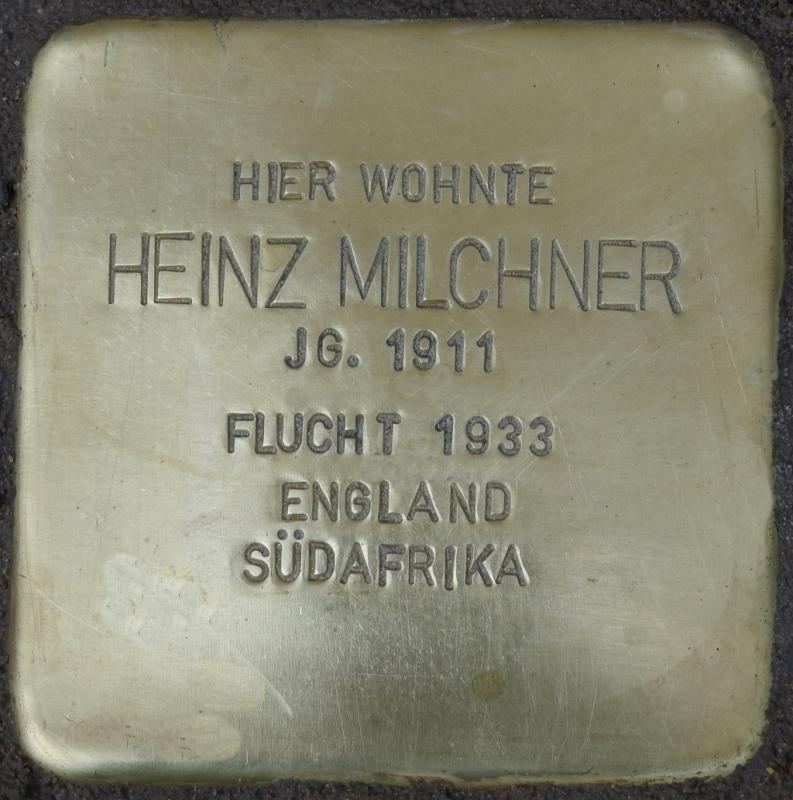 HIER WOHNTE
HEINZ MILCHNER
JG. 1911
FLUCHT 1933
ENGLAND
SÜDAFRIKA